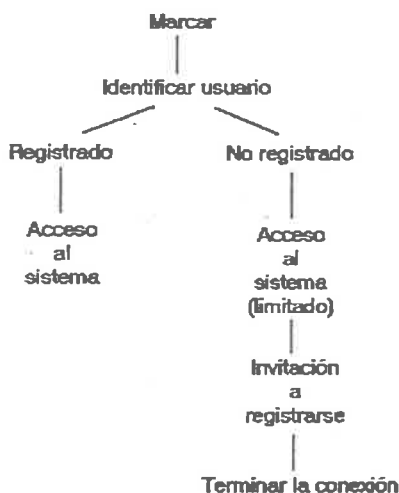 Marcar
Identificar usuario
Registrado
No registrado
Acceso
al
sistema
Acceso
al
sistema
(limitado)
Invitación
a
registrarse
Terminar la conexión